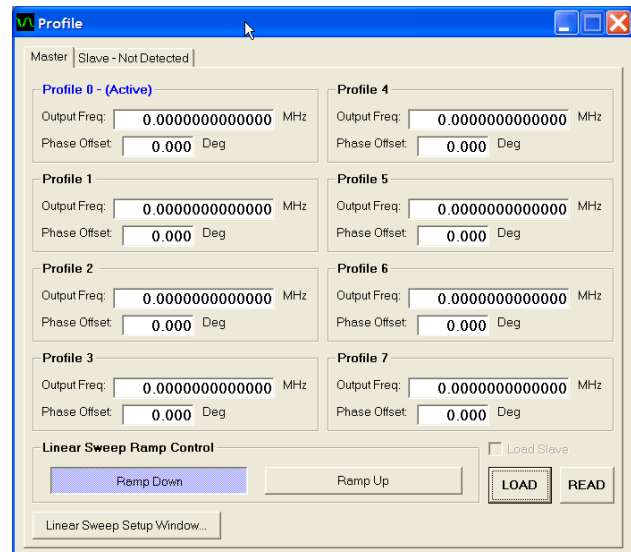 Profile
Master
Slave - Not Detected
Profile 0 - (Active)
Output Freq: 0.0000000000000 MHz
Phase Offset: 0.000 Deg
Profile 1
Output Freq: 0.0000000000000 MHz
Phase Offset: 0.000 Deg
Profile 2
Output Freq: 0.0000000000000 MHz
Phase Offset: 0.000 Deg
Profile 3
Output Freq: 0.0000000000000 MHz
Phase Offset: 0.000 Deg
Profile 4
Output Freq: 0.0000000000000 MHz
Phase Offset: 0.000 Deg
Profile 5
Output Freq: 0.0000000000000 MHz
Phase Offset: 0.000 Deg
Profile 6
Output Freq: 0.0000000000000 MHz
Phase Offset: 0.000 Deg
Profile 7
Output Freq: 0.0000000000000 MHz
Phase Offset: 0.000 Deg
Linear Sweep Ramp Control
Ramp Down
Ramp Up
Load Slave
LOAD
READ
Linear Sweep Setup Window...